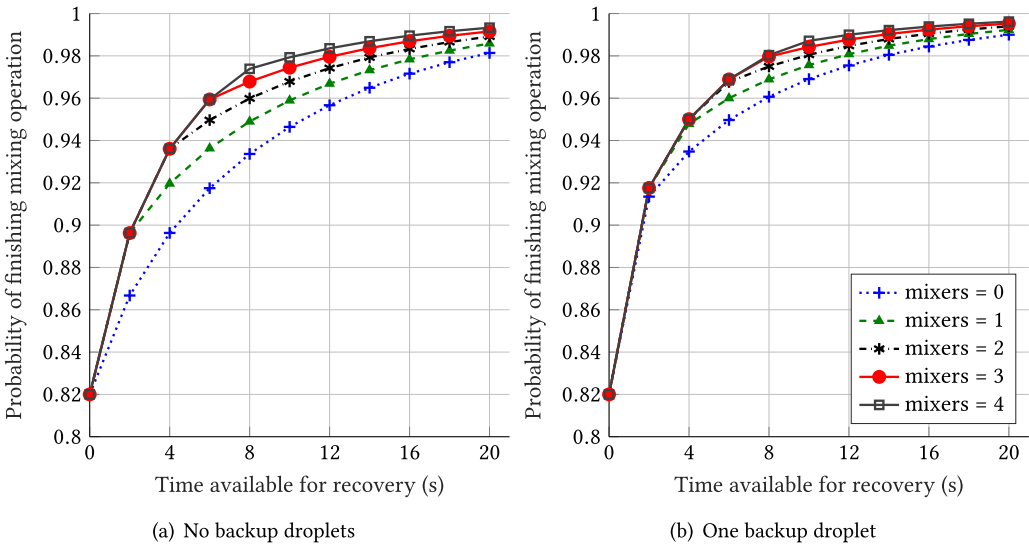 Probability of finishing mixing operation
1
0.98
0.96
0.94
0.92
0.9
0.88
0.86
0.84
0.82
0.8
0 4 8 12 16 20
Time available for recovery (s)
(a) No backup droplets
Probability of finishing mixing operation
1
0.98
0.96
0.94
0.92
0.9
0.88
0.86
0.84
0.82
0.8
0 4 8 12 16 20
mixers = 0
mixers = 1
mixers = 2
mixers = 3
mixers = 4
Time available for recovery (s)
(b) One backup droplet